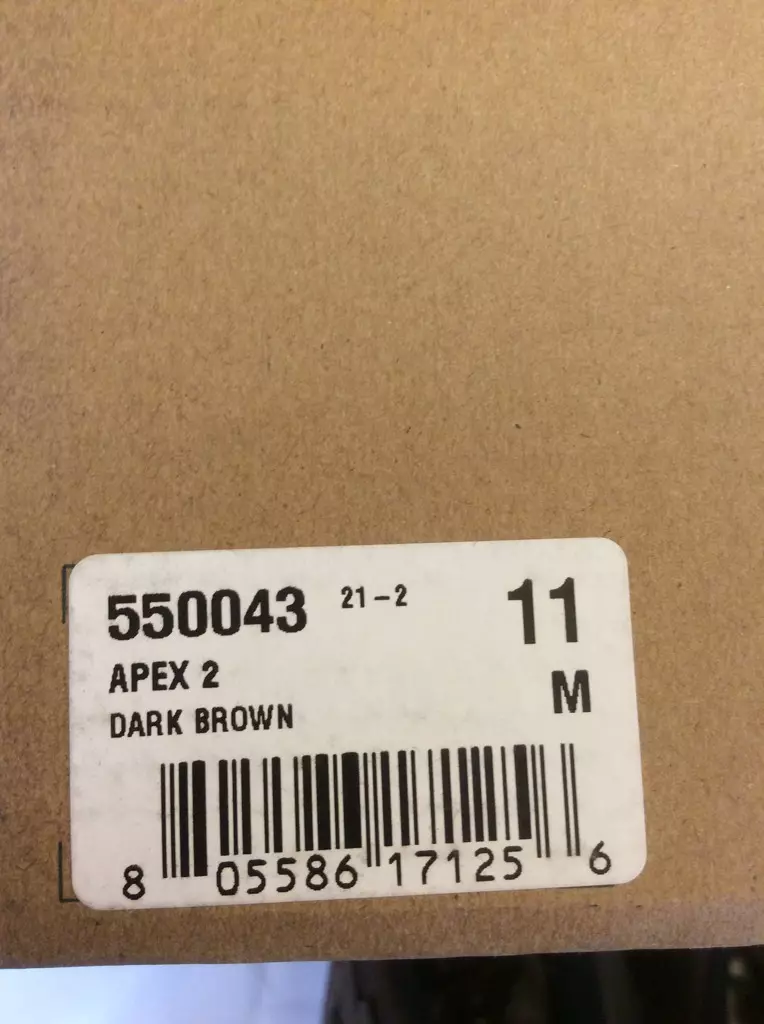 550043 21-2 11
APEX 2 M
DARK BROWN
8 05586 17125 6